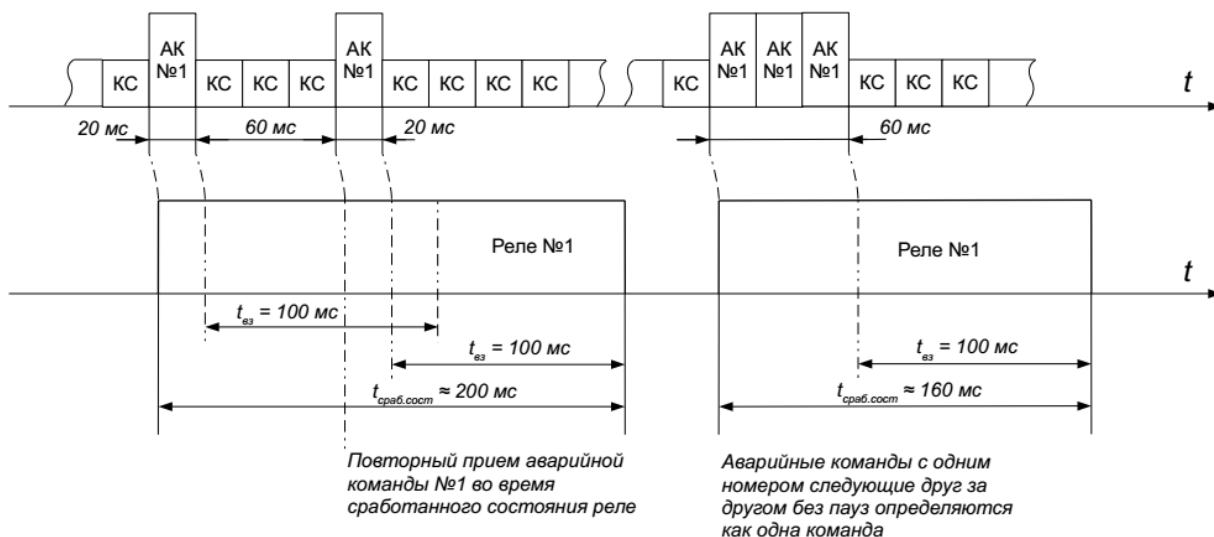 АК
№1
АК
№1
АК
№1
АК
№1
АК
№1
КС
КС
КС
КС
КС
КС
КС
КС
КС
КС
КС
КС
t
20 мс
60 мс
20 мс
60 мс
Реле №1
Реле №1
t
tвз = 100 мс
tвз = 100 мс
tвз = 100 мс
tсраб.сост ≈ 200 мс
tсраб.сост ≈ 160 мс
Повторный прием аварийной
команды №1 во время
сработанного состояния реле
Аварийные команды с одним
номером следующие друг за
другом без пауз определяются
как одна команда